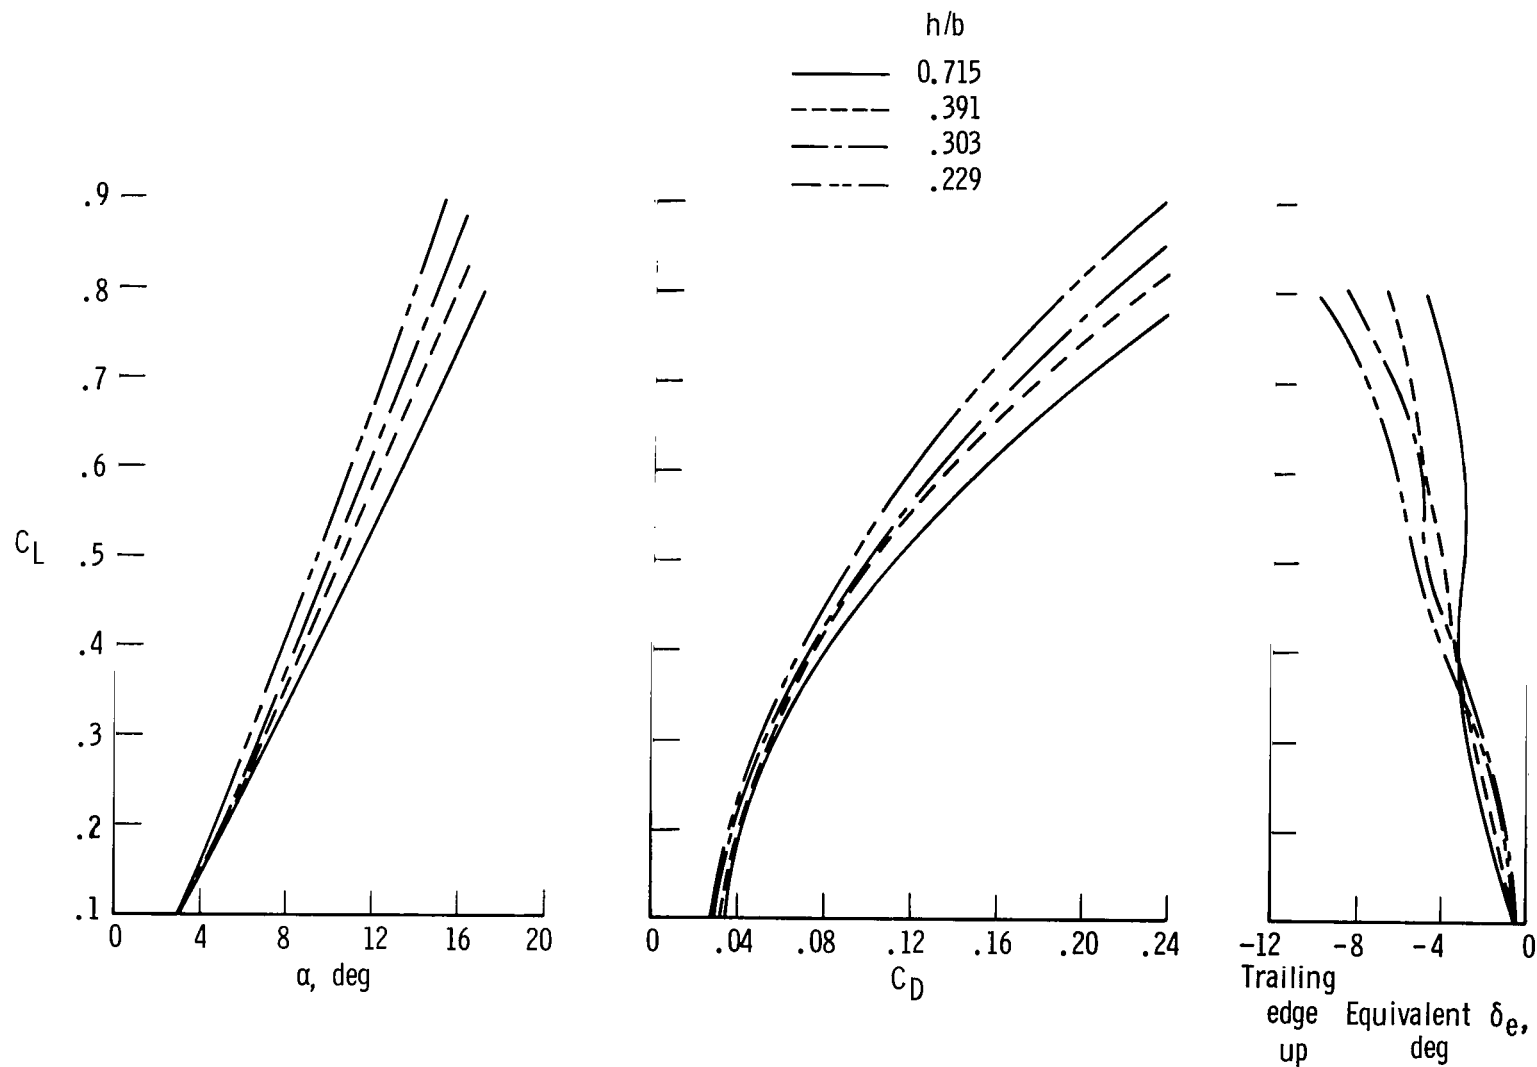 h/b
0.715
.391
.303
.229
.9
.8
.7
.6
.5
.4
.3
.2
.1
C_L
0 4 8 12 16 20
α, deg
0 .04 .08 .12 .16 .20 .24
C_D
-12 -8 -4 0
Trailing
edge
up
Equivalent δ_e,
deg